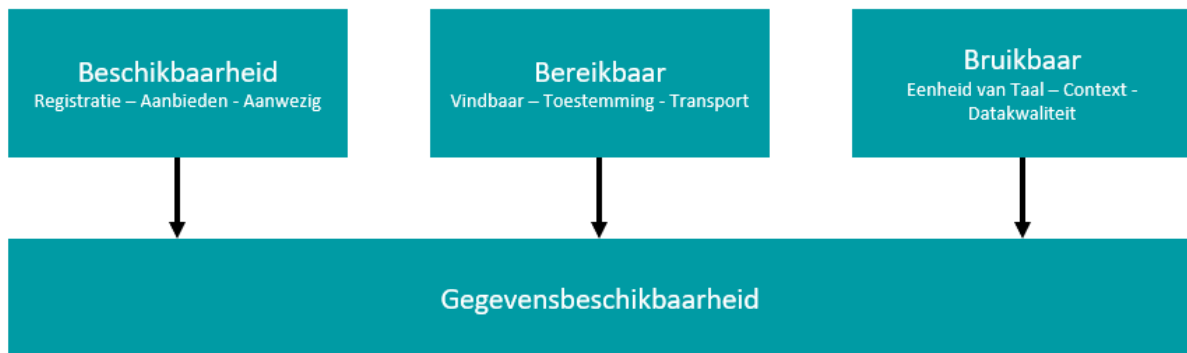 Beschikbaarheid
Registratie – Aanbieden - Aanwezig
Bereikbaar
Vindbaar – Toestemming - Transport
Bruikbaar
Eenheid van Taal – Context -
Datakwaliteit
Gegevensbeschikbaarheid